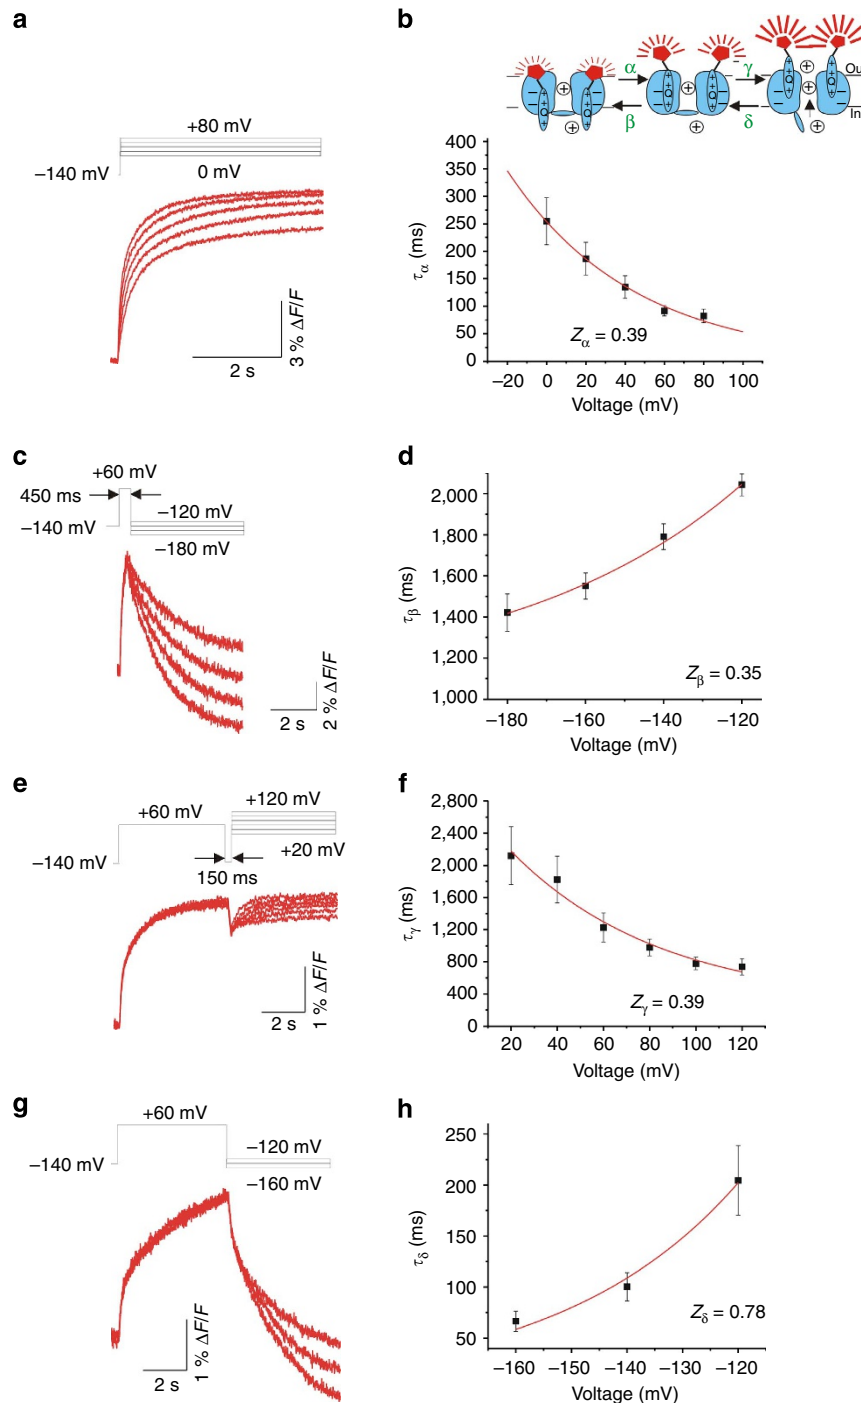 a
+80 mV
−140 mV
0 mV
3 % ΔF/F
2 s
b
α
γ
β
δ
Out
In
Q
Q
Q
Q
Q
Q
400
350
300
250
200
150
100
50
0
τα (ms)
Zα = 0.39
−20 0 20 40 60 80 100
Voltage (mV)
c
+60 mV
450 ms
−120 mV
−140 mV
−180 mV
2 % ΔF/F
2 s
d
2,000
1,800
1,600
1,400
1,200
1,000
τβ (ms)
Zβ = 0.35
−180 −160 −140 −120
Voltage (mV)
e
+120 mV
+60 mV
+20 mV
−140 mV
150 ms
1 % ΔF/F
2 s
f
2,800
2,400
2,000
1,600
1,200
800
400
0
τγ (ms)
Zγ = 0.39
20 40 60 80 100 120
Voltage (mV)
g
+60 mV
−120 mV
−140 mV
−160 mV
1 % ΔF/F
2 s
h
250
200
150
100
50
τδ (ms)
Zδ = 0.78
−160 −150 −140 −130 −120
Voltage (mV)